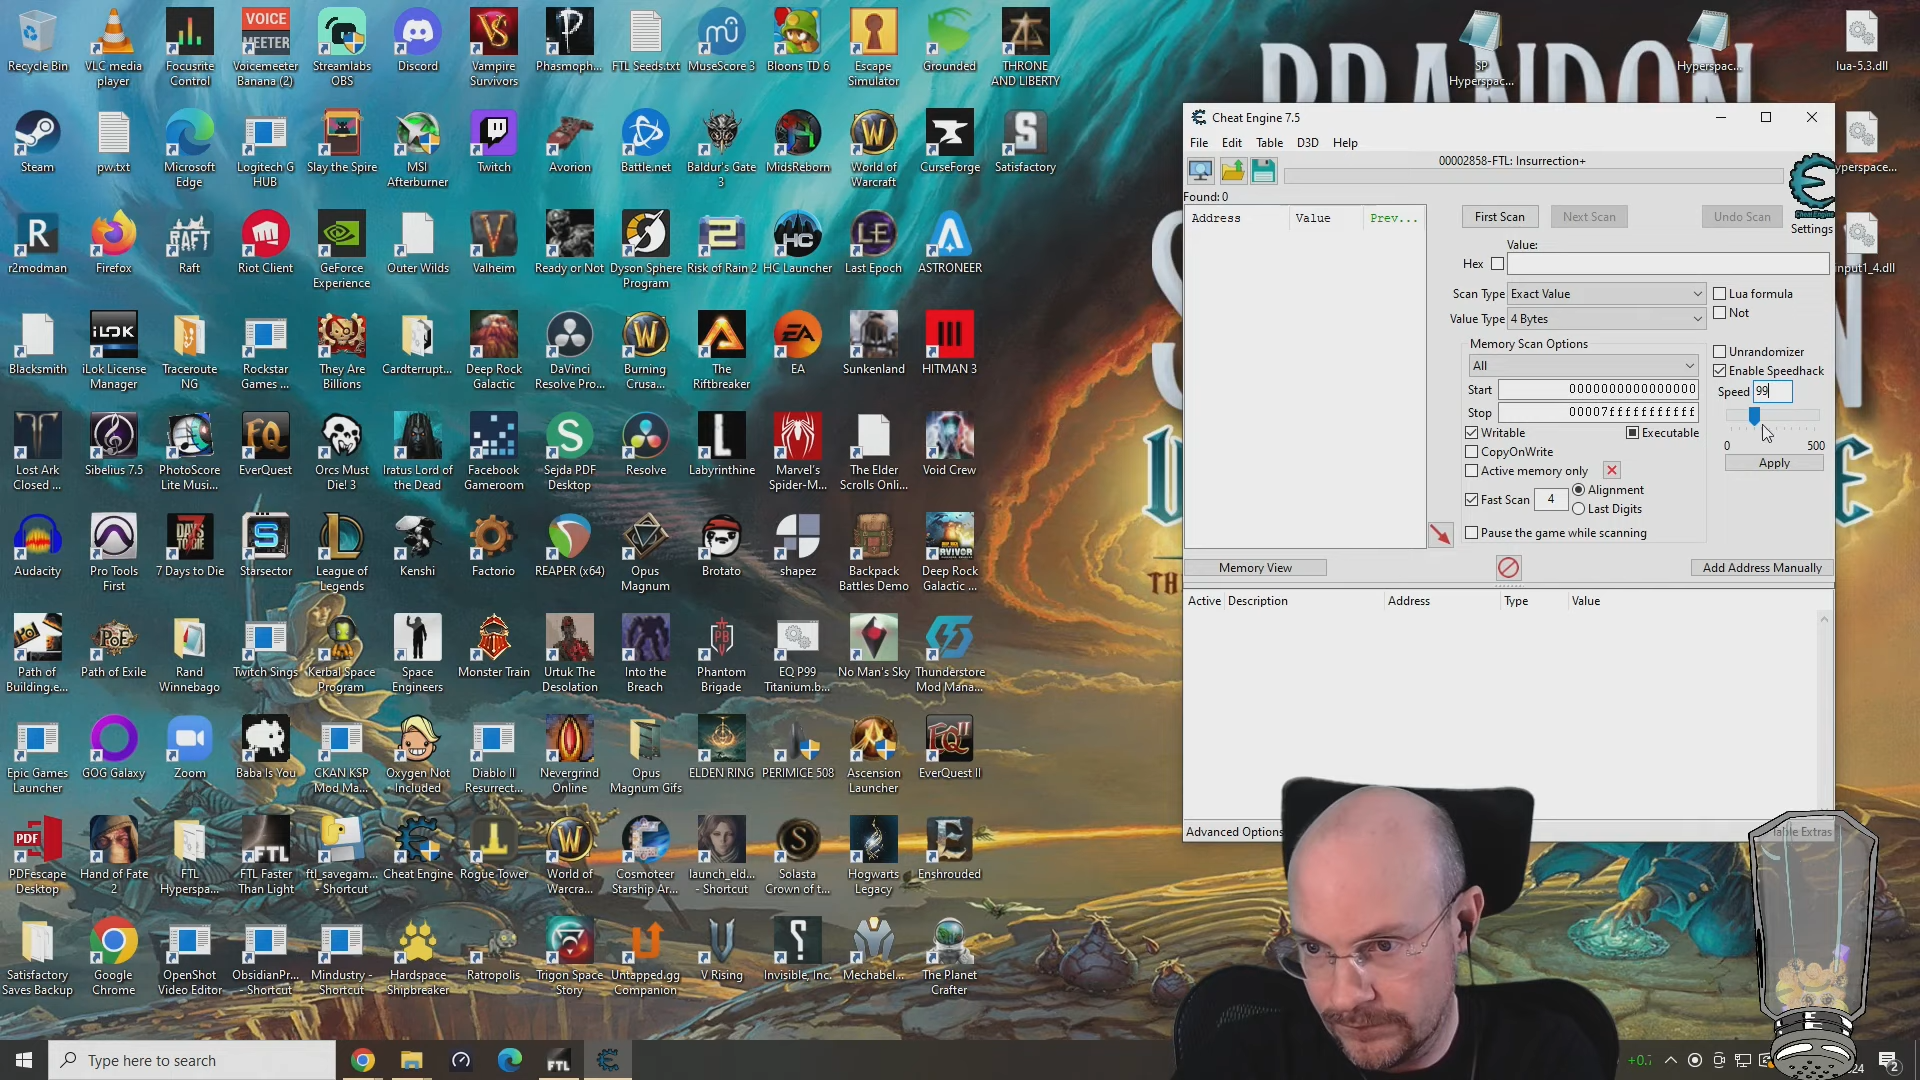 Recycle Bin
VLC media player
Focusrite Control
VOICE MEETER
Voicemeeter Banana (2)
Streamlabs OBS
Discord
Vampire Survivors
Phasmoph...
FTL Seeds.txt
MuseScore 3
Bloons TD 6
Escape Simulator
Grounded
THRONE AND LIBERTY
SP Hyperspac...
Hyperspac...
lua-5.3.dll
BRANDON
Steam
pw.txt
Microsoft Edge
Logitech G HUB
Slay the Spire
MSI Afterburner
Twitch
Avorion
Battle.net
Baldur's Gate 3
MidsReborn
World of Warcraft
CurseForge
Satisfactory
yperspace...
r2modman
Firefox
Raft
Riot Client
GeForce Experience
Outer Wilds
Valheim
Ready or Not
Dyson Sphere Program
Risk of Rain 2
HC Launcher
Last Epoch
ASTRONEER
input1_4.dll
Blacksmith
iLok License Manager
Traceroute NG
Rockstar Games ...
They Are Billions
Cardterrupt...
Deep Rock Galactic
DaVinci Resolve Pro...
Burning Crusa...
The Riftbreaker
EA
Sunkenland
HITMAN 3
Lost Ark Closed ...
Sibelius 7.5
PhotoScore Lite Musi...
EverQuest
Orcs Must Die! 3
Iratus Lord of the Dead
Facebook Gameroom
Sejda PDF Desktop
Resolve
Labyrinthine
Marvel's Spider-M...
The Elder Scrolls Onli...
Void Crew
Audacity
Pro Tools First
7 Days to Die
Starsector
League of Legends
Kenshi
Factorio
REAPER (x64)
Opus Magnum
Brotato
shapez
Backpack Battles Demo
Deep Rock Galactic ...
Path of Building.e...
Path of Exile
Rand Winnebago
Twitch Sings
Kerbal Space Program
Space Engineers
Monster Train
Urtuk The Desolation
Into the Breach
Phantom Brigade
EQ P99 Titanium.b...
No Man's Sky
Thunderstore Mod Mana...
Epic Games Launcher
GOG Galaxy
Zoom
Baba Is You
CKAN KSP Mod Ma...
Oxygen Not Included
Diablo II Resurrect...
Nevergrind Online
Opus Magnum Gifs
ELDEN RING
PERIMICE 508
Ascension Launcher
EverQuest II
PDFescape Desktop
Hand of Fate 2
FTL Hyperspa...
FTL Faster Than Light
ftl_savegam... - Shortcut
Cheat Engine
Rogue Tower
World of Warcra...
Cosmoteer Starship Ar...
launch_eld... - Shortcut
Solasta Crown of t...
Hogwarts Legacy
Enshrouded
Satisfactory Saves Backup
Google Chrome
OpenShot Video Editor
ObsidianPr... - Shortcut
Mindustry - Shortcut
Hardspace Shipbreaker
Ratropolis
Trigon Space Story
Untapped.gg Companion
V Rising
Invisible, Inc.
Mechabel...
The Planet Crafter
Cheat Engine 7.5
File Edit Table D3D Help
00002858-FTL: Insurrection+
Found: 0
Address Value Prev...
First Scan Next Scan Undo Scan
Settings
Value:
Hex
Scan Type Exact Value
Lua formula
Not
Value Type 4 Bytes
Memory Scan Options
All
Unrandomizer
Enable Speedhack
Start 0000000000000000
Speed 99
Stop 00007fffffffffff
Writable Executable
0 500
CopyOnWrite
Apply
Active memory only
Fast Scan 4 Alignment
Last Digits
Pause the game while scanning
Memory View
Add Address Manually
Active Description Address Type Value
Advanced Options
Table Extras
Type here to search
FTL
2